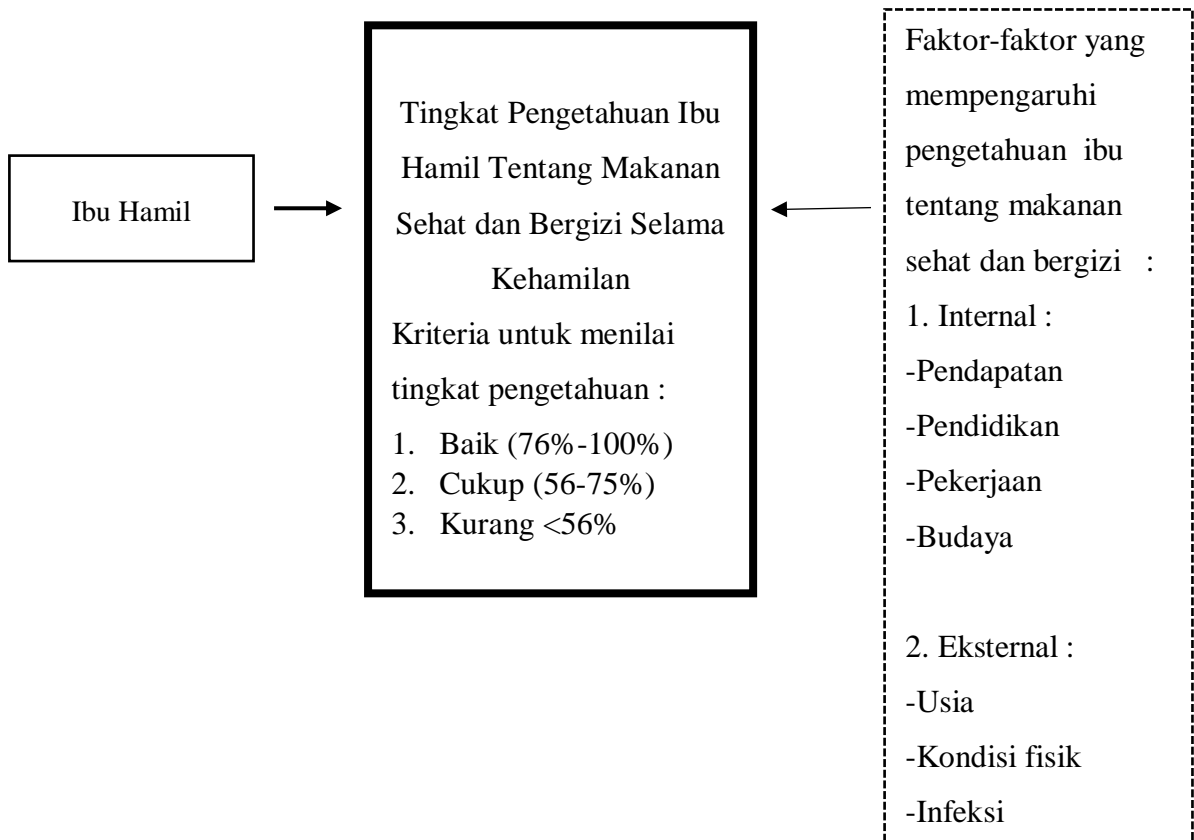 Ibu Hamil
Tingkat Pengetahuan Ibu
Hamil Tentang Makanan
Sehat dan Bergizi Selama
Kehamilan
Kriteria untuk menilai
tingkat pengetahuan :
1. Baik (76%-100%)
2. Cukup (56-75%)
3. Kurang <56%
Faktor-faktor yang
mempengaruhi
pengetahuan ibu
tentang makanan
sehat dan bergizi :
1. Internal :
-Pendapatan
-Pendidikan
-Pekerjaan
-Budaya
2. Eksternal :
-Usia
-Kondisi fisik
-Infeksi